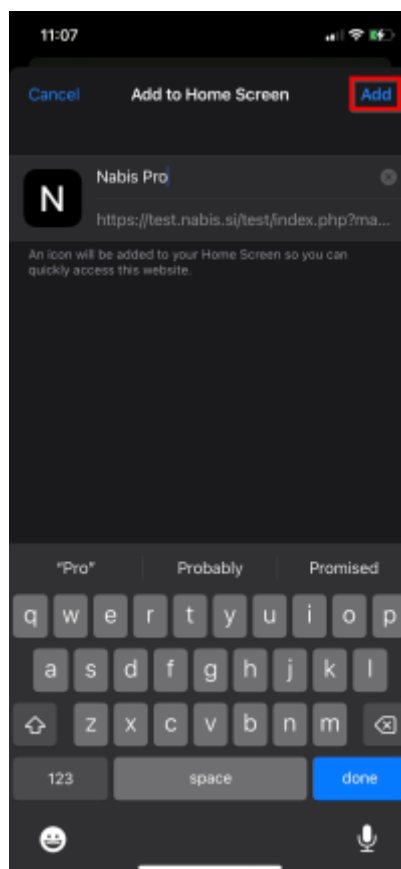 11:07
Cancel Add to Home Screen Add
N
Nabis Pro
https://test.nabis.si/test/index.php?ma...
An icon will be added to your Home Screen so you can
quickly access this website.
"Pro" Probably Promised
q w e r t y u i o p
a s d f g h j k l
z x c v b n m
123 space done